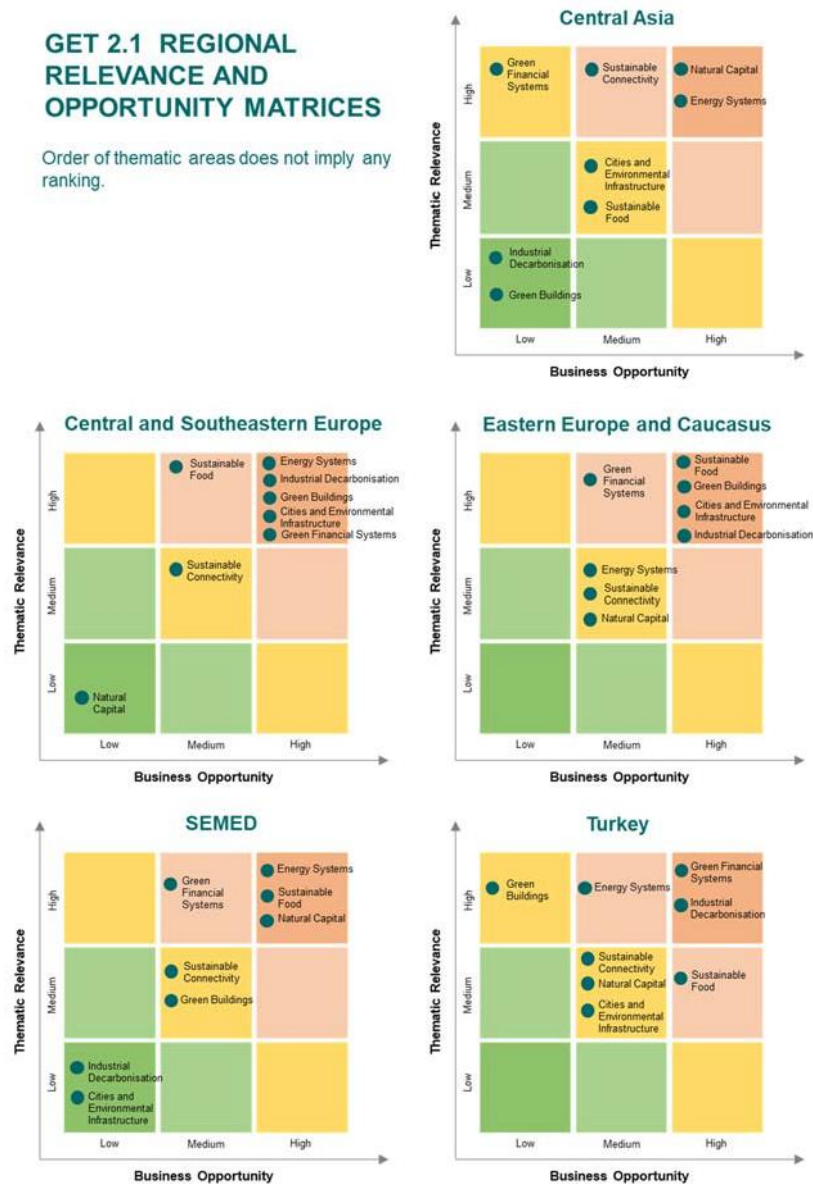 GET 2.1 REGIONAL
RELEVANCE AND
OPPORTUNITY MATRICES
Order of thematic areas does not imply any
ranking.
Central Asia
Thematic Relevance
High
Medium
Low
Green
Financial
Systems
Sustainable
Connectivity
Natural Capital
Energy Systems
Cities and
Environmental
Infrastructure
Sustainable
Food
Industrial
Decarbonisation
Green Buildings
Low
Medium
High
Business Opportunity
Central and Southeastern Europe
Thematic Relevance
High
Medium
Low
Sustainable
Food
Energy Systems
Industrial Decarbonisation
Green Buildings
Cities and Environmental
Infrastructure
Green Financial Systems
Sustainable
Connectivity
Natural
Capital
Low
Medium
High
Business Opportunity
Eastern Europe and Caucasus
Thematic Relevance
High
Medium
Low
Green
Financial
Systems
Sustainable
Food
Green Buildings
Cities and Environmental
Infrastructure
Industrial Decarbonisation
Energy Systems
Sustainable
Connectivity
Natural Capital
Low
Medium
High
Business Opportunity
SEMED
Thematic Relevance
High
Medium
Low
Green
Financial
Systems
Energy Systems
Sustainable
Food
Natural Capital
Sustainable
Connectivity
Green Buildings
Industrial
Decarbonisation
Cities and
Environmental
Infrastructure
Low
Medium
High
Business Opportunity
Turkey
Thematic Relevance
High
Medium
Low
Green
Buildings
Energy Systems
Green Financial
Systems
Industrial
Decarbonisation
Sustainable
Connectivity
Natural Capital
Cities and
Environmental
Infrastructure
Sustainable
Food
Low
Medium
High
Business Opportunity